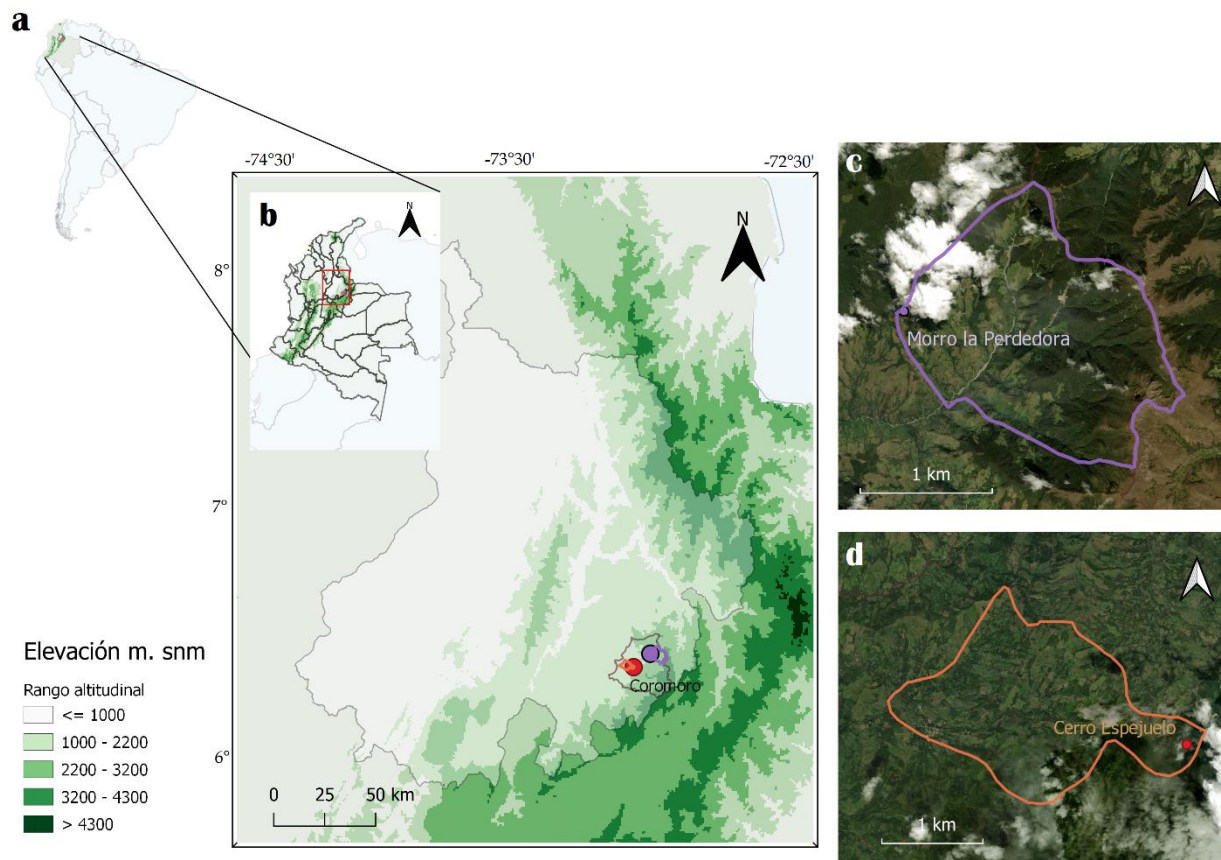 a
-74°30'
-73°30'
-72°30'
b
N
N
8°
7°
6°
Coromoro
0 25 50 km
Elevación m. snm
Rango altitudinal
<= 1000
1000 - 2200
2200 - 3200
3200 - 4300
> 4300
c
Morro la Perdedora
1 km
d
Cerro Espejuelo
1 km